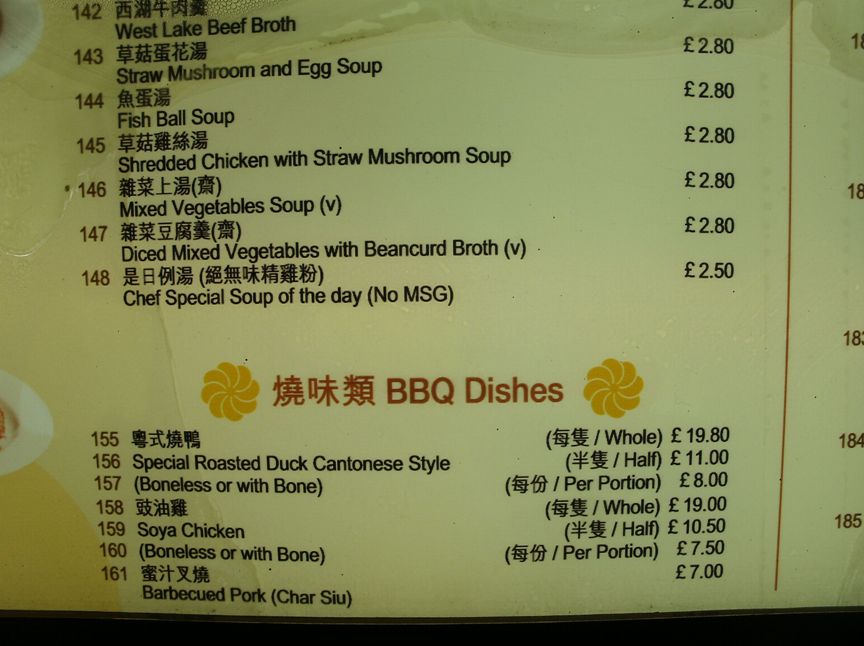 142 西湖牛肉羹 £2.80
West Lake Beef Broth
143 草菇蛋花湯 £2.80
Straw Mushroom and Egg Soup
144 魚蛋湯 £2.80
Fish Ball Soup
145 草菇雞絲湯 £2.80
Shredded Chicken with Straw Mushroom Soup
146 雜菜上湯(齋) £2.80
Mixed Vegetables Soup (v)
147 雜菜豆腐羹(齋) £2.80
Diced Mixed Vegetables with Beancurd Broth (v)
148 是日例湯 (絕無味精雞粉) £2.50
Chef Special Soup of the day (No MSG)
燒味類 BBQ Dishes
155 粵式燒鴨 (每隻 / Whole) £19.80
156 Special Roasted Duck Cantonese Style (半隻 / Half) £11.00
157 (Boneless or with Bone) (每份 / Per Portion) £8.00
158 豉油雞 (每隻 / Whole) £19.00
159 Soya Chicken (半隻 / Half) £10.50
160 (Boneless or with Bone) (每份 / Per Portion) £7.50
161 蜜汁叉燒 £7.00
Barbecued Pork (Char Siu)
184
185